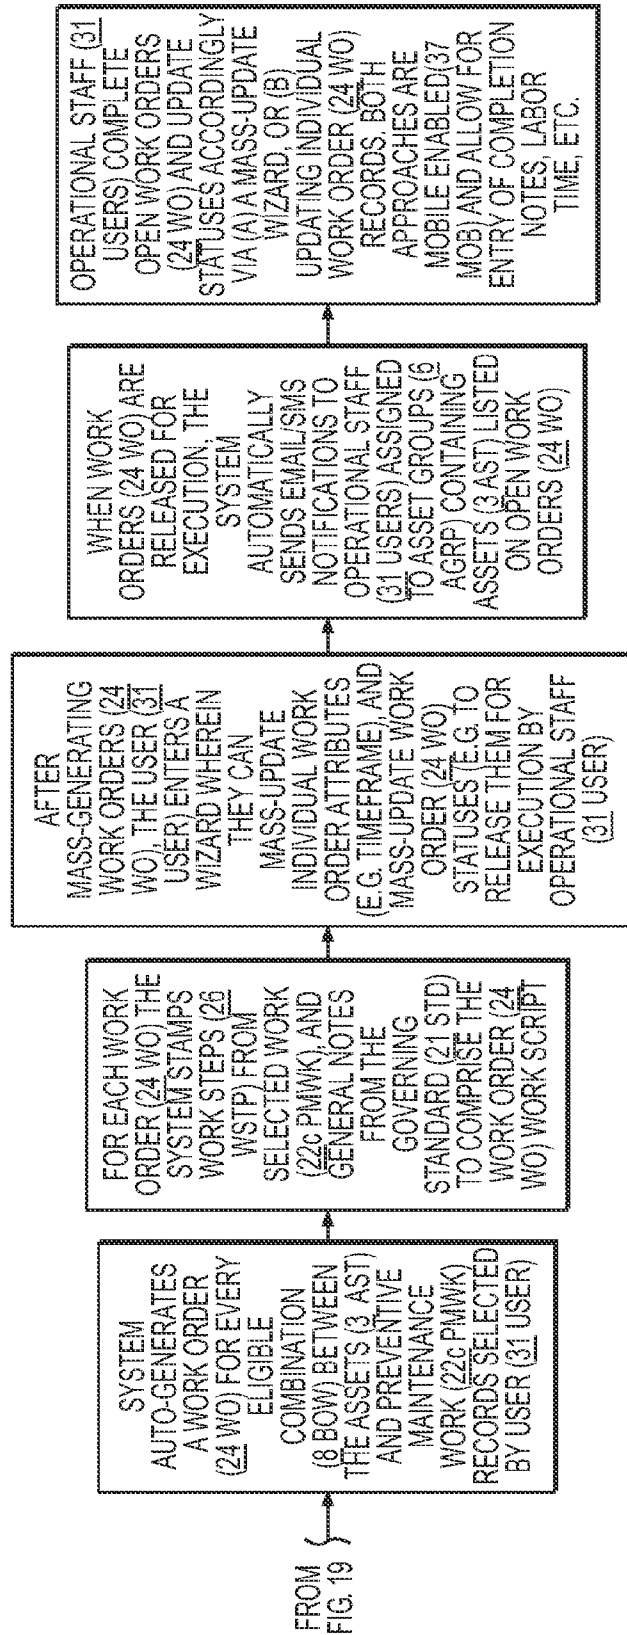 FROM
FIG. 19
SYSTEM
AUTO-GENERATES
A WORK ORDER
(24 WO) FOR EVERY
ELIGIBLE
COMBINATION
(8 BOW) BETWEEN
THE ASSETS (3 AST)
AND PREVENTIVE
MAINTENANCE
WORK (22c PMWK)
RECORDS SELECTED
BY USER (31 USER)
FOR EACH WORK
ORDER (24 WO) THE
SYSTEM STAMPS
WORK STEPS (26
WSTP) FROM
SELECTED WORK
(22c PMWK), AND
GENERAL NOTES
FROM THE
GOVERNING
STANDARD (21 STD)
TO COMPRISE THE
WORK ORDER (24
WO) WORK SCRIPT
AFTER
MASS-GENERATING
WORK ORDERS (24
WO), THE USER (31
USER) ENTERS A
WIZARD WHEREIN
THEY CAN
MASS-UPDATE
INDIVIDUAL WORK
ORDER ATTRIBUTES
(E.G. TIMEFRAME), AND
MASS-UPDATE WORK
ORDER (24 WO)
STATUSES (E.G. TO
RELEASE THEM FOR
EXECUTION BY
OPERATIONAL STAFF
(31 USER)
WHEN WORK
ORDERS (24 WO) ARE
RELEASED FOR
EXECUTION, THE
SYSTEM
AUTOMATICALLY
SENDS EMAIL/SMS
NOTIFICATIONS TO
OPERATIONAL STAFF
(31 USERS) ASSIGNED
TO ASSET GROUPS (6
AGRP) CONTAINING
ASSETS (3 AST) LISTED
ON OPEN WORK
ORDERS (24 WO)
OPERATIONAL STAFF (31
USERS) COMPLETE
OPEN WORK ORDERS
(24 WO) AND UPDATE
STATUSES ACCORDINGLY
VIA (A) A MASS-UPDATE
WIZARD, OR (B)
UPDATING INDIVIDUAL
WORK ORDER (24 WO)
RECORDS. BOTH
APPROACHES ARE
MOBILE ENABLED(37
MOB) AND ALLOW FOR
ENTRY OF COMPLETION
NOTES, LABOR
TIME, ETC.